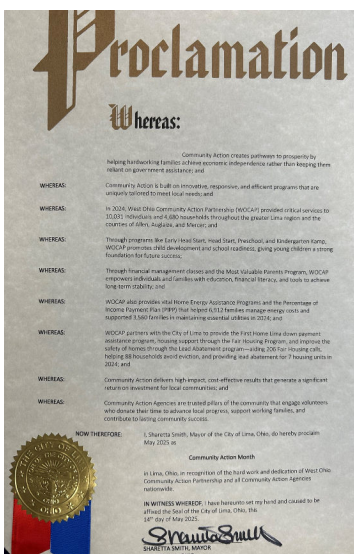 Proclamation
Whereas:
Community Action creates pathways to prosperity by
helping hardworking families achieve economic independence rather than keeping them
reliant on government assistance; and
WHEREAS: Community Action is built on innovative, responsive, and efficient programs that are
uniquely tailored to meet local needs; and
WHEREAS: In 2024, West Ohio Community Action Partnership (WOCAP) provided critical services to
10,031 individuals and 4,680 households throughout the greater Lima region and the
counties of Allen, Auglaize, and Mercer; and
WHEREAS: Through programs like Early Head Start, Head Start, Preschool, and Kindergarten Kamp,
WOCAP promotes child development and school readiness, giving young children a strong
foundation for future success;
WHEREAS: Through financial management classes and the Most Valuable Parents Program, WOCAP
empowers individuals and families with education, financial literacy, and tools to achieve
long-term stability; and
WHEREAS: WOCAP also provides vital Home Energy Assistance Programs and the Percentage of
Income Payment Plan (PIPP) that helped 6,912 families manage energy costs and
supported 3,560 families in maintaining essential utilities in 2024; and
WHEREAS: WOCAP partners with the City of Lima to provide the First Home Lima down payment
assistance program, housing support through the Fair Housing Program, and improve the
safety of homes through the Lead Abatement program—aiding 206 Fair Housing calls,
helping 88 households avoid eviction, and providing lead abatement for 7 housing units in
2024; and
WHEREAS: Community Action delivers high-impact, cost-effective results that generate a significant
return on investment for local communities; and
WHEREAS: Community Action Agencies are trusted pillars of the community that engage volunteers
who donate their time to advance local progress, support working families, and
contribute to lasting community success.
NOW THEREFORE: I, Sharetta Smith, Mayor of the City of Lima, Ohio, do hereby proclaim
May 2025 as
Community Action Month
in Lima, Ohio, in recognition of the hard work and dedication of West Ohio
Community Action Partnership and all Community Action Agencies
nationwide.
IN WITNESS WHEREOF, I have hereunto set my hand and caused to be
affixed the Seal of the City of Lima, Ohio, this
14th day of May 2025.
SHARETTA SMITH, MAYOR